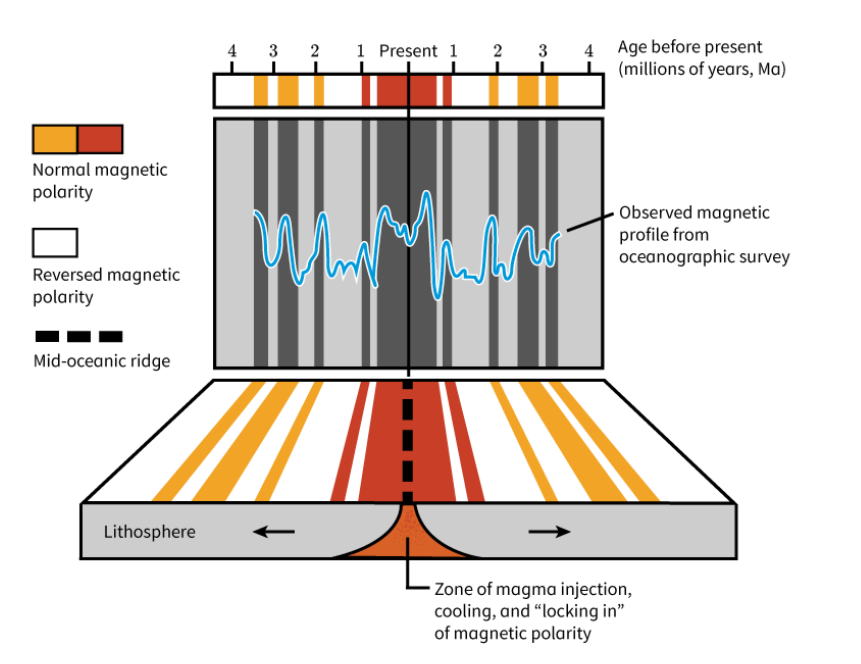 4 3 2 1 Present 1 2 3 4
Age before present
(millions of years, Ma)
Normal magnetic
polarity
Reversed magnetic
polarity
Mid-oceanic ridge
Observed magnetic
profile from
oceanographic survey
Lithosphere
Zone of magma injection,
cooling, and “locking in”
of magnetic polarity